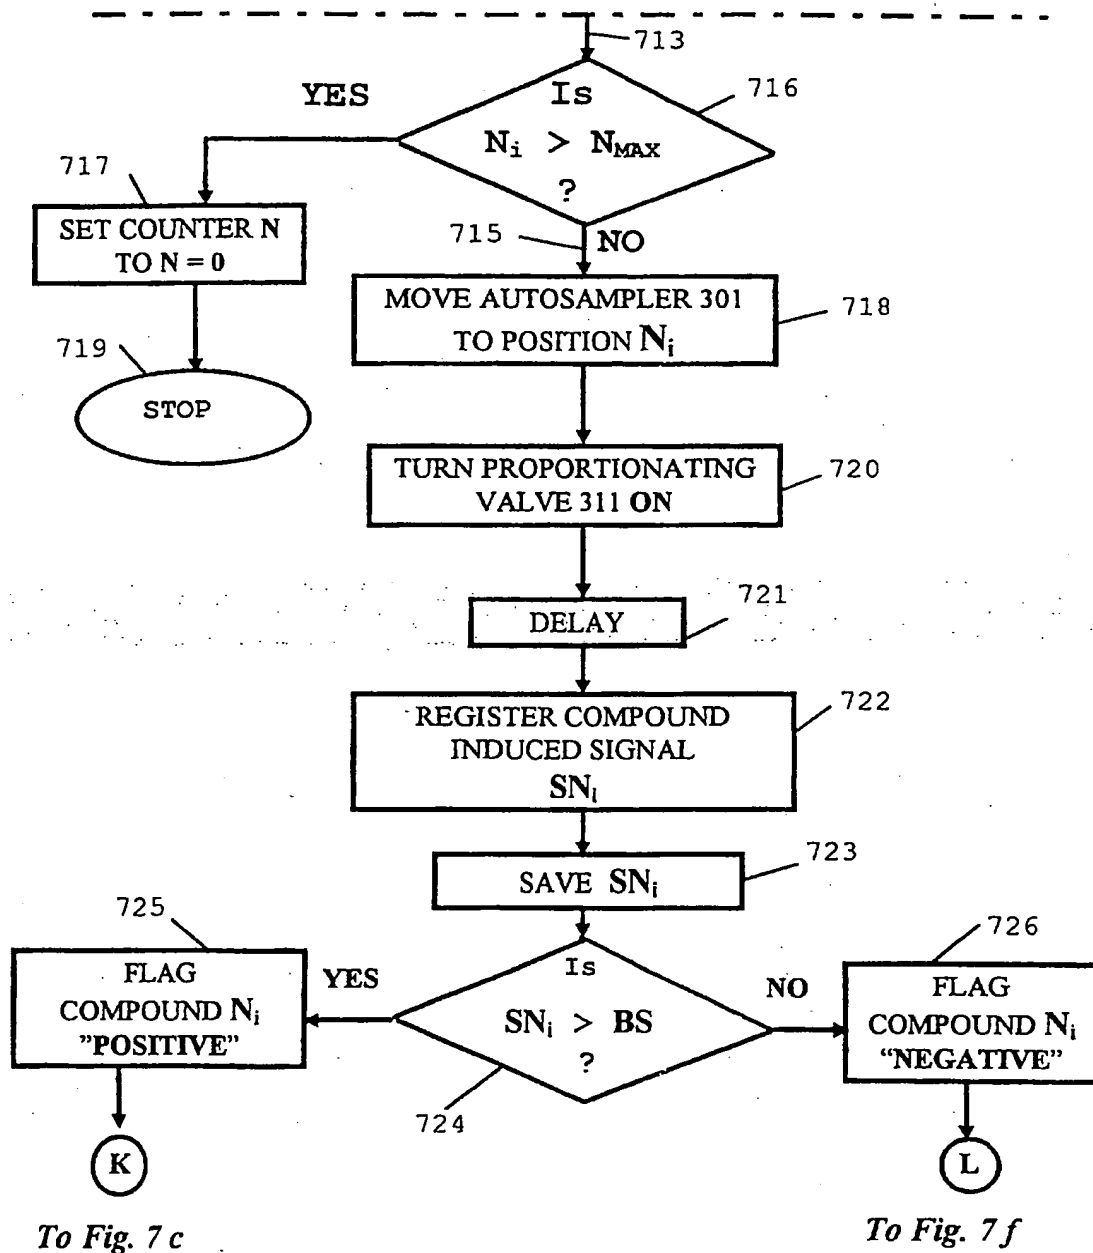 713
Is
716
YES
Nᵢ > N_MAX
?
717
SET COUNTER N
TO N = 0
715
NO
MOVE AUTOSAMPLER 301
TO POSITION Nᵢ
718
719
STOP
TURN PROPORTIONATING
VALVE 311 ON
720
DELAY
721
REGISTER COMPOUND
INDUCED SIGNAL
SNᵢ
722
SAVE SNᵢ
723
725
FLAG
COMPOUND Nᵢ
"POSITIVE"
YES
Is
SNᵢ > BS
?
724
NO
726
FLAG
COMPOUND Nᵢ
"NEGATIVE"
K
L
To Fig. 7 c
To Fig. 7 f